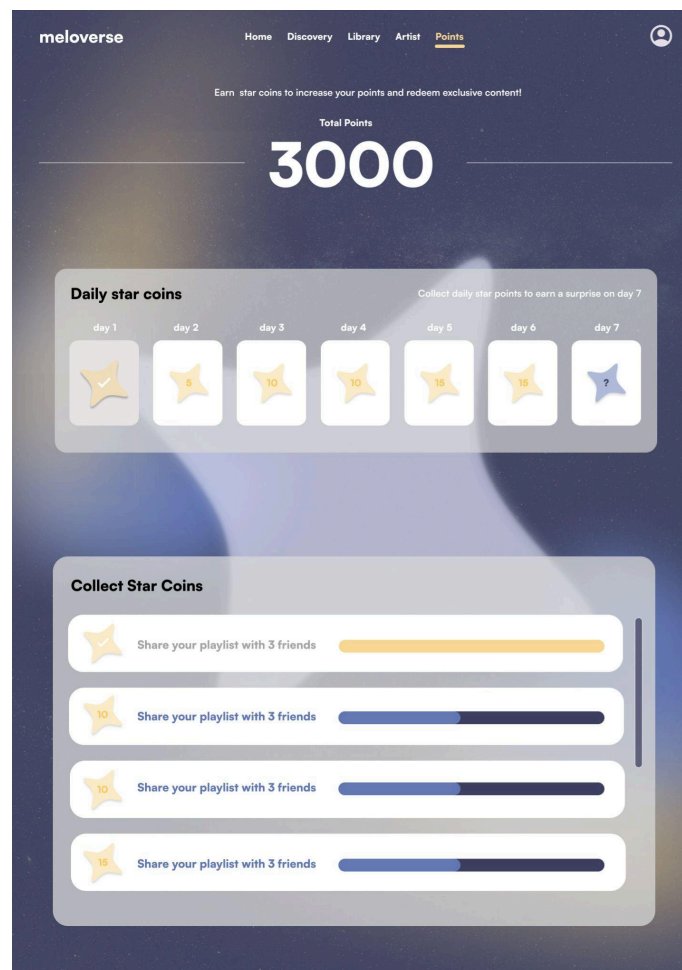 meloverse
Home Discovery Library Artist Points
Earn star coins to increase your points and redeem exclusive content!
Total Points
3000
Daily star coins
Collect daily star points to earn a surprise on day 7
day 1 day 2 day 3 day 4 day 5 day 6 day 7
5 10 10 15 15 ?
Collect Star Coins
Share your playlist with 3 friends
10 Share your playlist with 3 friends
10 Share your playlist with 3 friends
15 Share your playlist with 3 friends